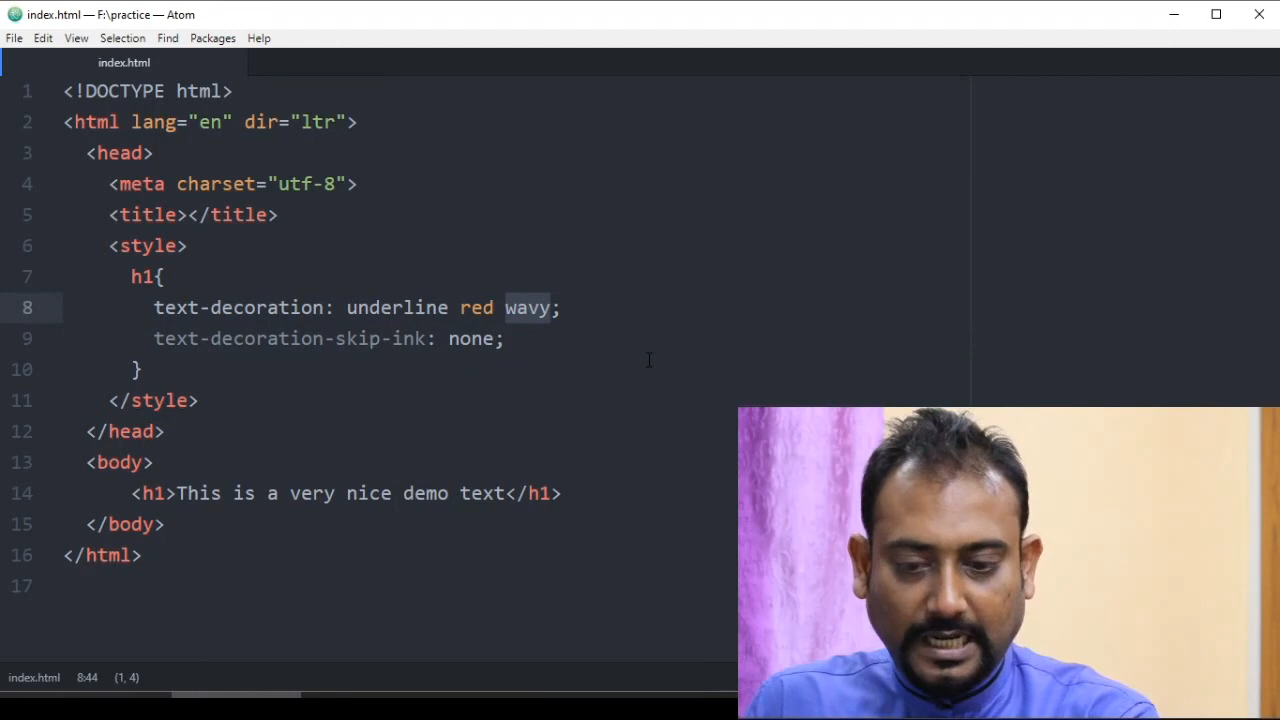 index.html — F:\practice — Atom
File Edit View Selection Find Packages Help
index.html
1 <!DOCTYPE html>
2 <html lang="en" dir="ltr">
3 <head>
4 <meta charset="utf-8">
5 <title></title>
6 <style>
7 h1{
8 text-decoration: underline red wavy;
9 text-decoration-skip-ink: none;
10 }
11 </style>
12 </head>
13 <body>
14 <h1>This is a very nice demo text</h1>
15 </body>
16 </html>
17
index.html 8:44 (1, 4)